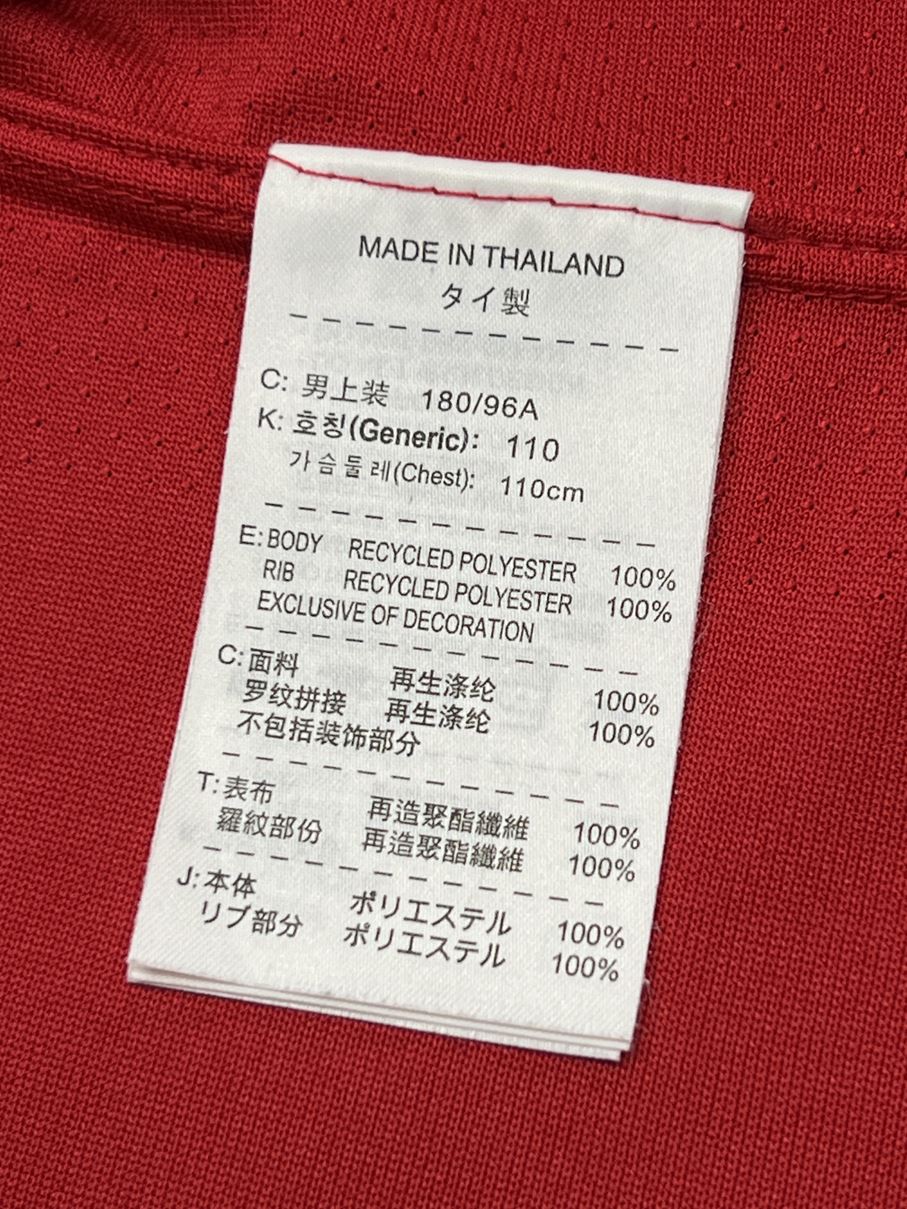 MADE IN THAILAND
タイ製
C: 男上装 180/96A
K: 호칭(Generic): 110
가슴둘레(Chest): 110cm
E: BODY RECYCLED POLYESTER 100%
RIB RECYCLED POLYESTER 100%
EXCLUSIVE OF DECORATION
C: 面料 再生涤纶 100%
罗纹拼接 再生涤纶 100%
不包括装饰部分
T: 表布 再造聚酯纖維 100%
羅紋部份 再造聚酯纖維 100%
J: 本体 ポリエステル 100%
リブ部分 ポリエステル 100%